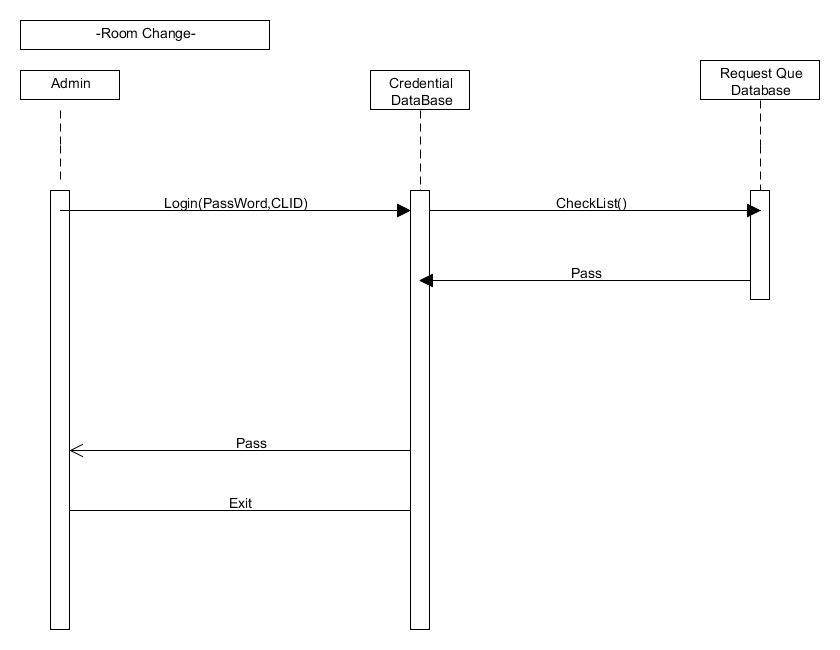 -Room Change-
Admin
Credential
DataBase
Request Que
Database
Login(PassWord,CLID)
CheckList()
Pass
Pass
Exit